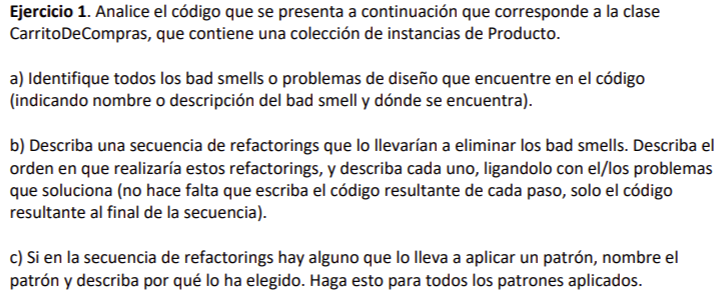 Ejercicio 1. Analice el código que se presenta a continuación que corresponde a la clase
CarritoDeCompras, que contiene una colección de instancias de Producto.
a) Identifique todos los bad smells o problemas de diseño que encuentre en el código
(indicando nombre o descripción del bad smell y dónde se encuentra).
b) Describa una secuencia de refactorings que lo llevarían a eliminar los bad smells. Describa el
orden en que realizaría estos refactorings, y describa cada uno, ligandolo con el/los problemas
que soluciona (no hace falta que escriba el código resultante de cada paso, solo el código
resultante al final de la secuencia).
c) Si en la secuencia de refactorings hay alguno que lo lleva a aplicar un patrón, nombre el
patrón y describa por qué lo ha elegido. Haga esto para todos los patrones aplicados.